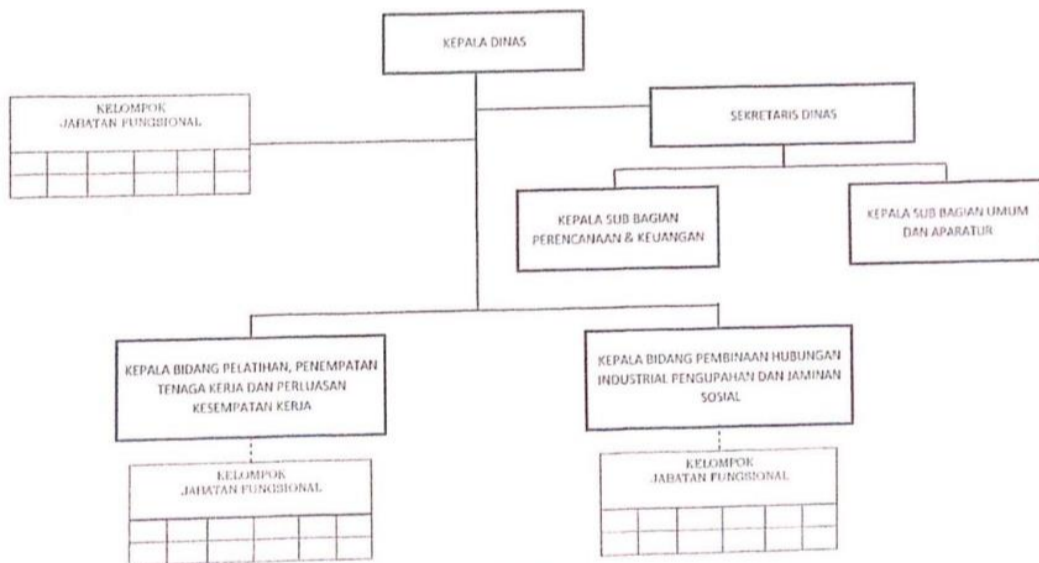 KEPALA DINAS
KELOMPOK
JABATAN FUNGSIONAL
SEKRETARIS DINAS
KEPALA SUB BAGIAN
PERENCANAAN & KEUANGAN
KEPALA SUB BAGIAN UMUM
DAN APARATUR
KEPALA BIDANG PELATIHAN, PENEMPATAN
TENAGA KERJA DAN PERLUASAN
KESEMPATAN KERJA
KEPALA BIDANG PEMBINAAN HUBUNGAN
INDUSTRIAL PENGUPAHAN DAN JAMINAN
SOSIAL
KELOMPOK
JABATAN FUNGSIONAL
KELOMPOK
JABATAN FUNGSIONAL